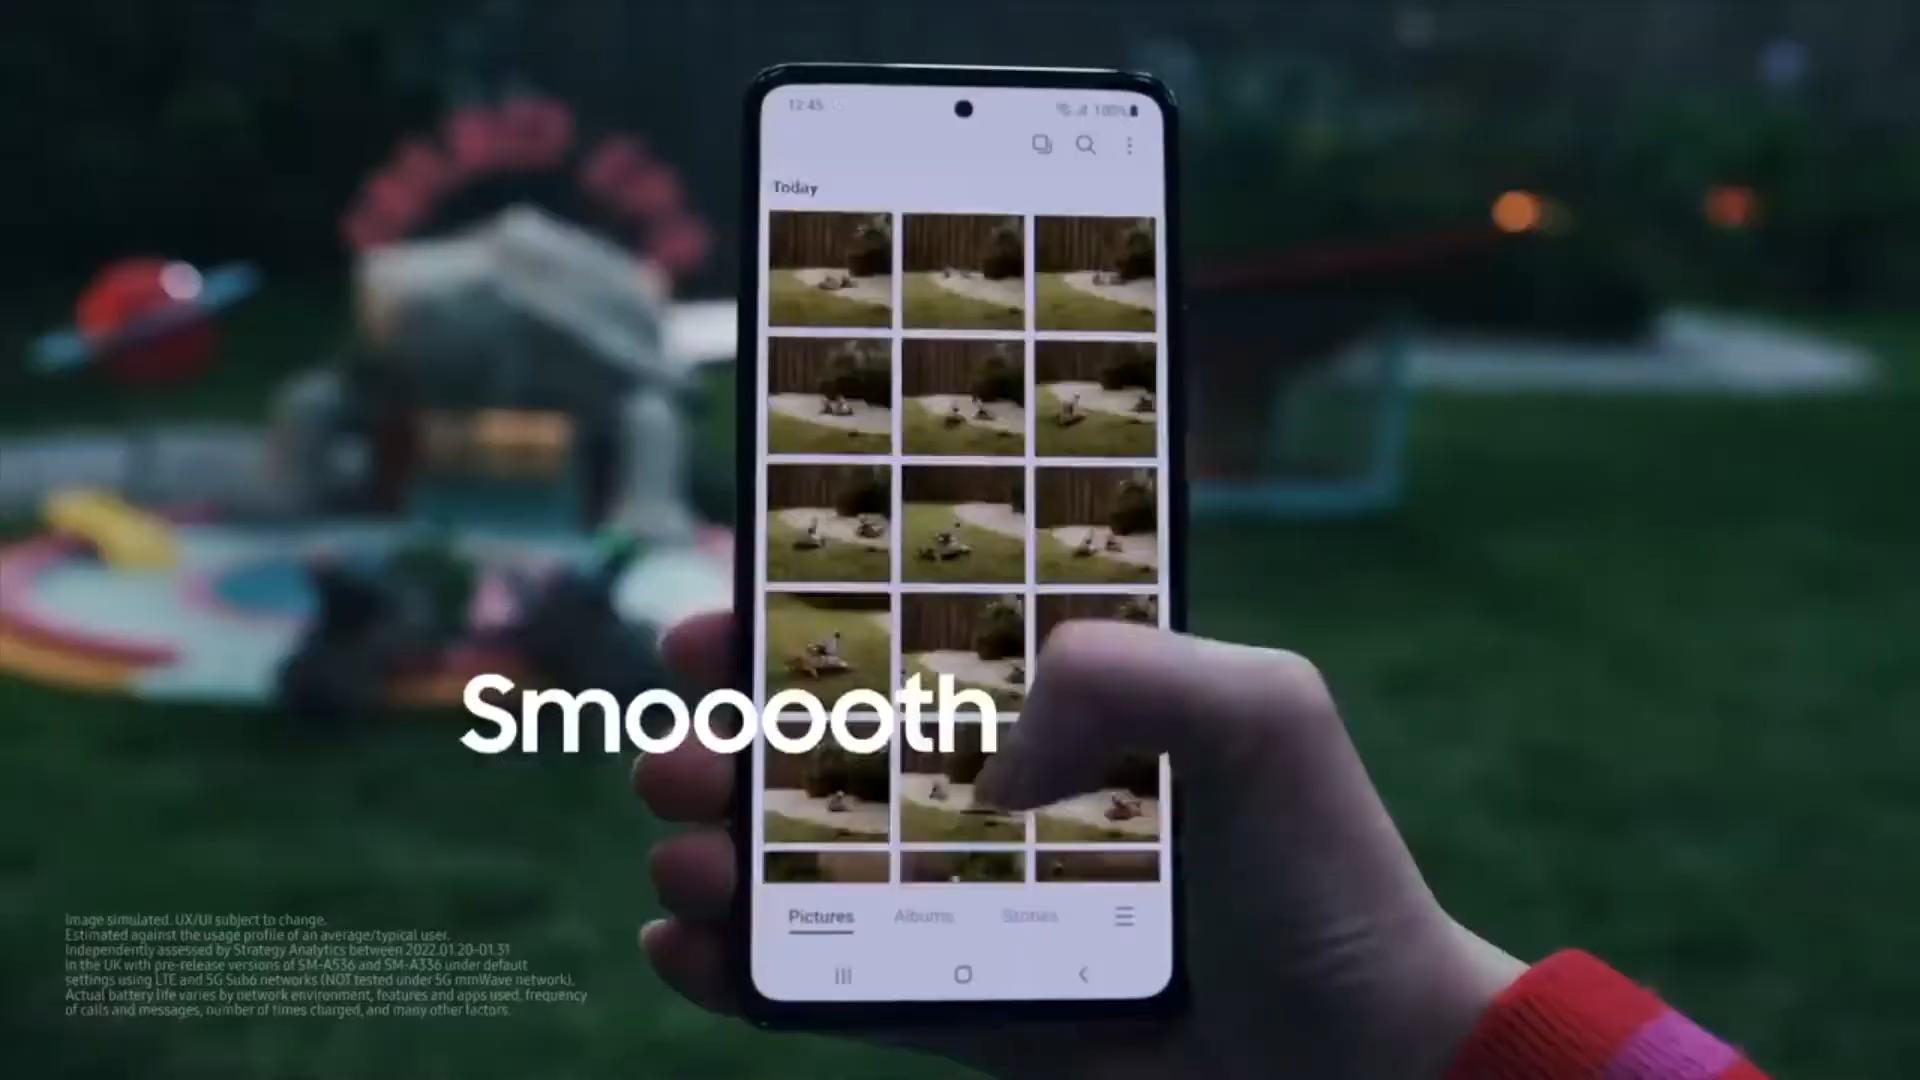 12:45
100%
Today
Smooooth
Pictures Albums Stories
Image simulated. UX/UI subject to change.
Estimated against the usage profile of an average/typical user.
Independently assessed by Strategy Analytics between 2022.01.20-01.31
in the UK with pre-release versions of SM-A536 and SM-A336 under default
settings using LTE and 5G Sub6 networks (NOT tested under 5G mmWave network).
Actual battery life varies by network environment, features and apps used, frequency
of calls and messages, number of times charged, and many other factors.